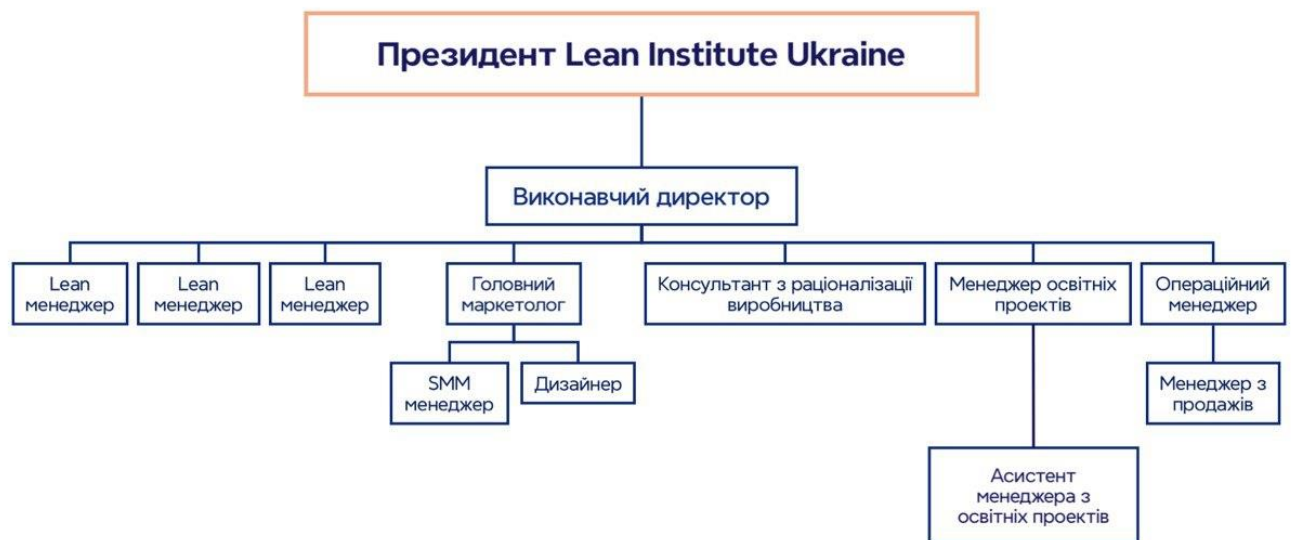 Президент Lean Institute Ukraine
Виконавчий директор
Lean
менеджер
Lean
менеджер
Lean
менеджер
Головний
маркетолог
Консультант з раціоналізації
виробництва
Менеджер освітніх
проектів
Операційний
менеджер
SMM
менеджер
Дизайнер
Менеджер з
продажів
Асистент
менеджера з
освітніх проектів